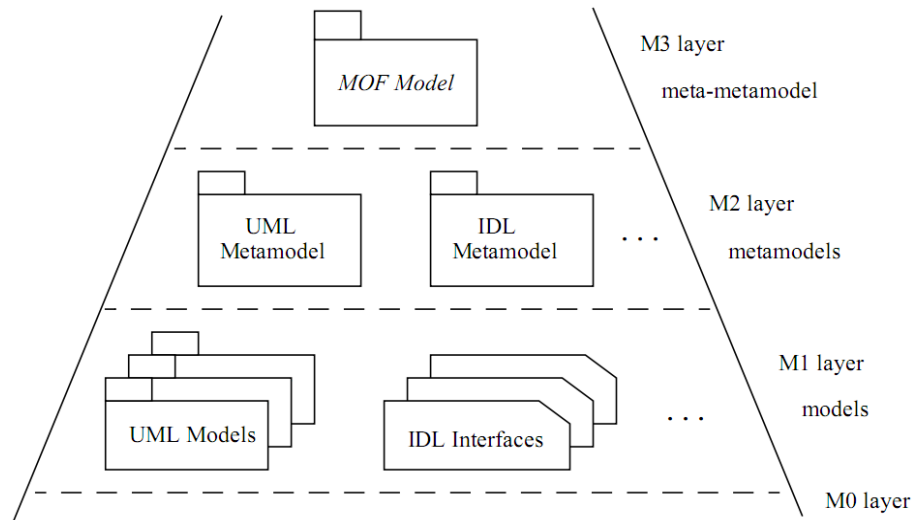 M3 layer
meta-metamodel
MOF Model
M2 layer
metamodels
UML
Metamodel
IDL
Metamodel
. . .
M1 layer
models
UML Models
IDL Interfaces
. . .
M0 layer